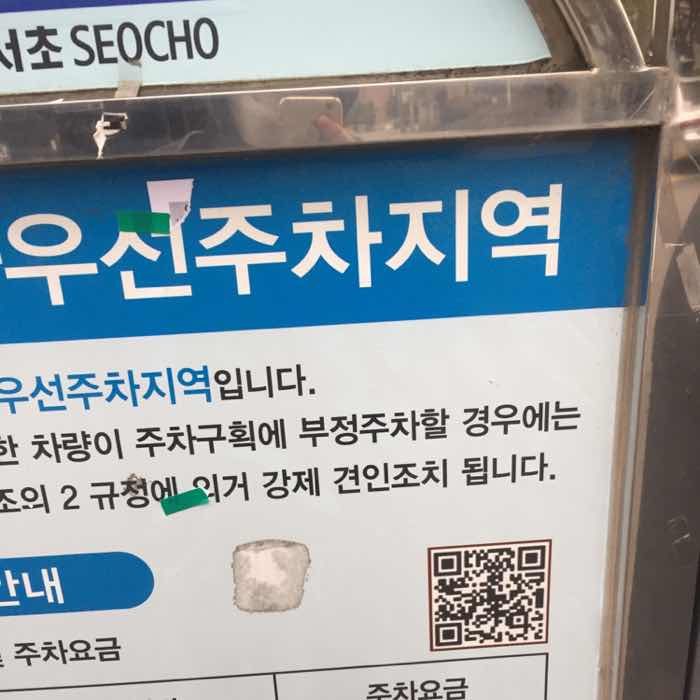 서초 SEOCHO
우선주차지역
우선주차지역입니다.
한 차량이 주차구획에 부정주차할 경우에는
조의 2 규정에 의거 강제 견인조치 됩니다.
안내
주차요금
주차요금